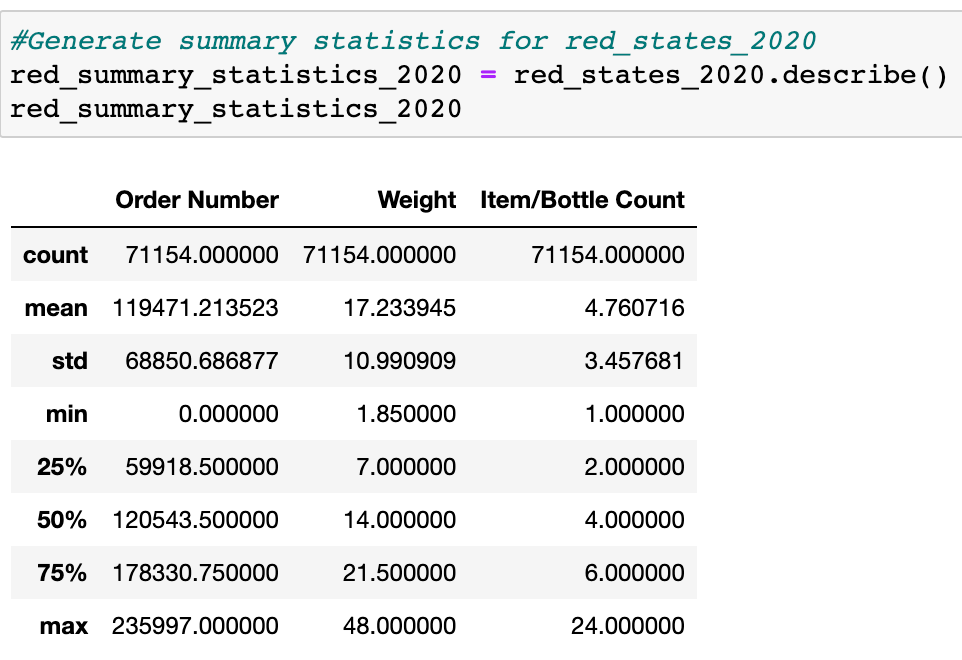 #Generate summary statistics for red_states_2020
red_summary_statistics_2020 = red_states_2020.describe()
red_summary_statistics_2020
Order Number Weight Item/Bottle Count
count 71154.000000 71154.000000 71154.000000
mean 119471.213523 17.233945 4.760716
std 68850.686877 10.990909 3.457681
min 0.000000 1.850000 1.000000
25% 59918.500000 7.000000 2.000000
50% 120543.500000 14.000000 4.000000
75% 178330.750000 21.500000 6.000000
max 235997.000000 48.000000 24.000000